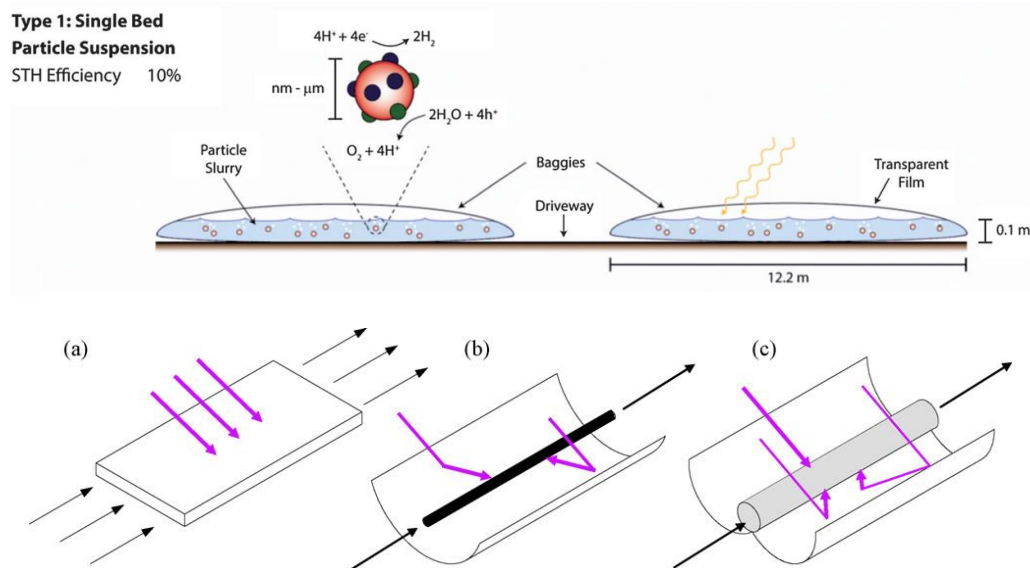 Type 1: Single Bed
Particle Suspension
STH Efficiency 10%
4H⁺ + 4e⁻
2H₂
nm - μm
2H₂O + 4h⁺
O₂ + 4H⁺
Particle
Slurry
Baggies
Driveway
Transparent
Film
0.1 m
12.2 m
(a)
(b)
(c)